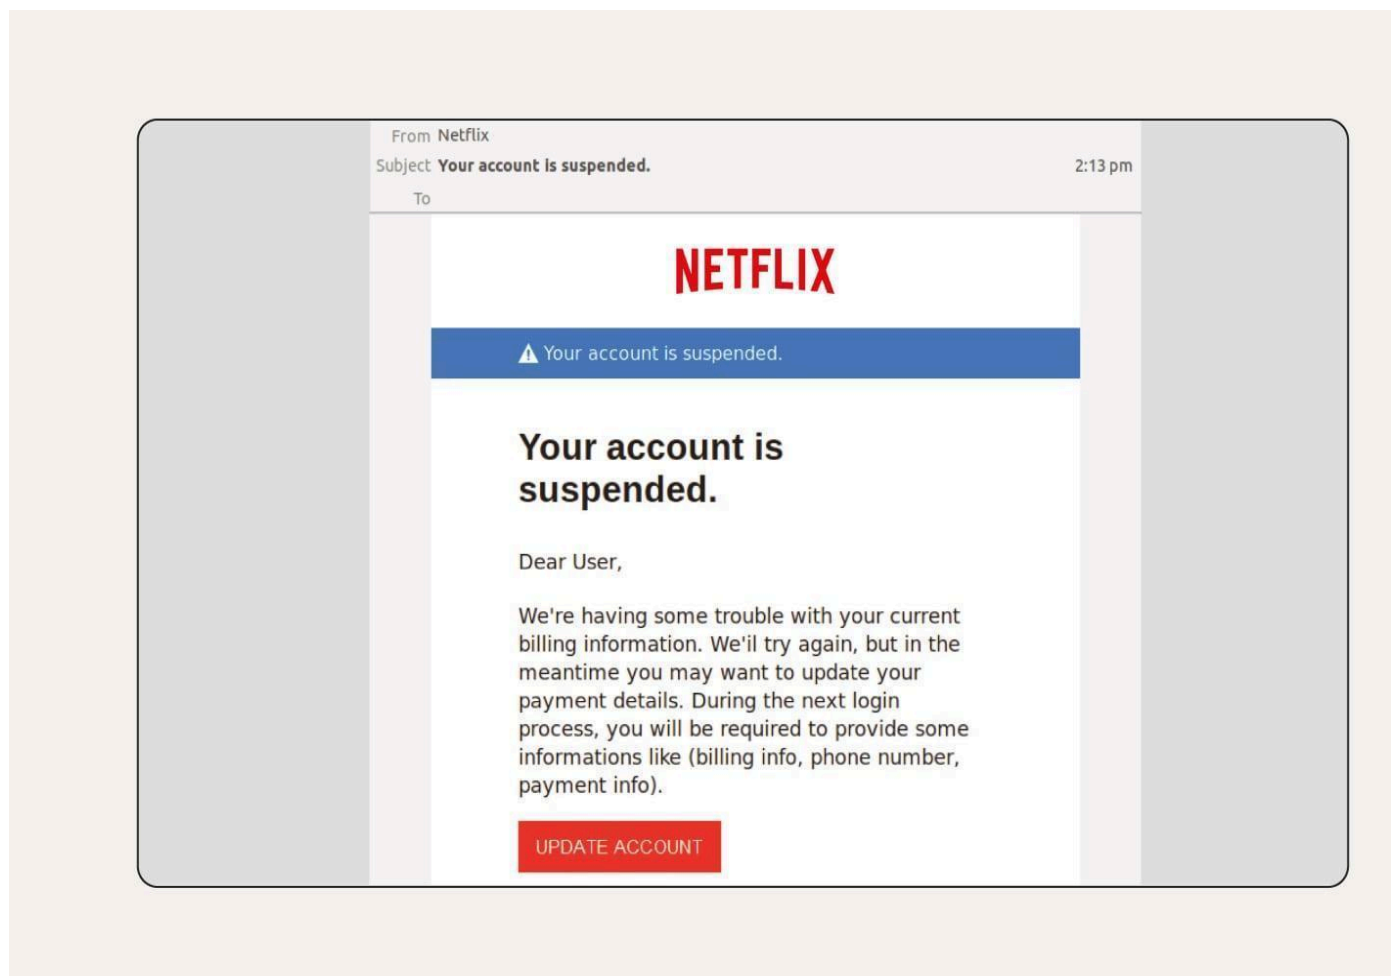 From Netflix
Subject Your account is suspended. 2:13 pm
To
NETFLIX
Your account is suspended.
Your account is
suspended.
Dear User,
We're having some trouble with your current
billing information. We'il try again, but in the
meantime you may want to update your
payment details. During the next login
process, you will be required to provide some
informations like (billing info, phone number,
payment info).
UPDATE ACCOUNT